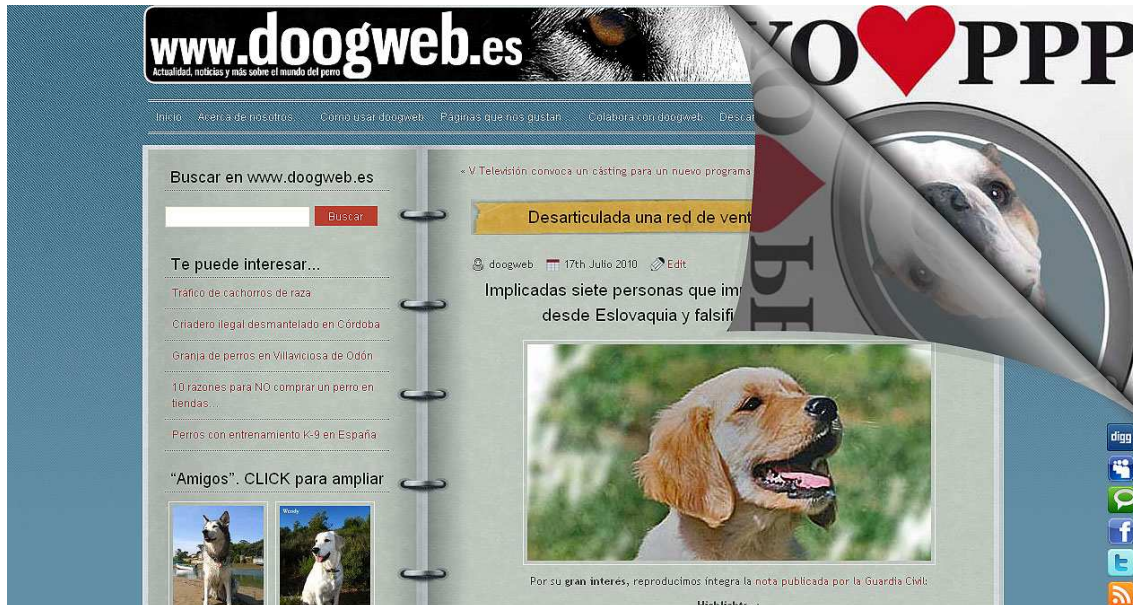 www.doogweb.es
Actualidad, noticias y más sobre el mundo del perro
YO PPP
Inicio Acerca de nosotros. Cómo usar doogweb Páginas que nos gustan Colabora con doogweb Descar
Buscar en www.doogweb.es
Buscar
Te puede interesar...
Tráfico de cachorros de raza
Criadero ilegal desmantelado en Córdoba
Granja de perros en Villaviciosa de Odón
10 razones para NO comprar un perro en
tiendas...
Perros con entrenamiento K-9 en España
“Amigos”. CLICK para ampliar
Wendy
« V Televisión convoca un cásting para un nuevo programa
Desarticulada una red de vent
doogweb 17th Julio 2010 Edit
Implicadas siete personas que im
desde Eslovaquia y falsifi
Por su gran interés, reproducimos íntegra la nota publicada por la Guardia Civil:
digg